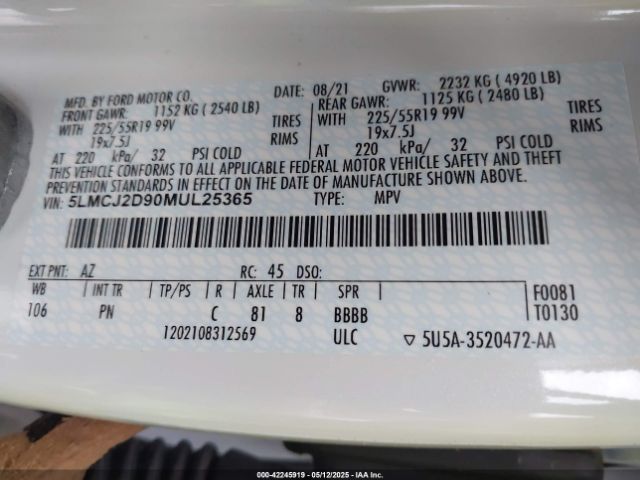 MFD. BY FORD MOTOR CO.
DATE: 08/21 GVWR: 2232 KG ( 4920 LB)
FRONT GAWR: 1152 KG ( 2540 LB) REAR GAWR: 1125 KG ( 2480 LB)
WITH 225/55R19 99V TIRES WITH 225/55R19 99V TIRES
19x7.5J RIMS 19x7.5J RIMS
AT 220 kPa/ 32 PSI COLD AT 220 kPa/ 32 PSI COLD
THIS VEHICLE CONFORMS TO ALL APPLICABLE FEDERAL MOTOR VEHICLE SAFETY AND THEFT
PREVENTION STANDARDS IN EFFECT ON THE DATE OF MANUFACTURE SHOWN ABOVE.
VIN: 5LMCJ2D90MUL25365 TYPE: MPV
EXT PNT: AZ RC: 45 DSO:
WB INT TR TP/PS R AXLE TR SPR F0081
106 PN C 81 8 BBBB T0130
1202108312569 ULC ▽ 5U5A-3520472-AA
000-42245919 - 05/12/2025 - IAA Inc.